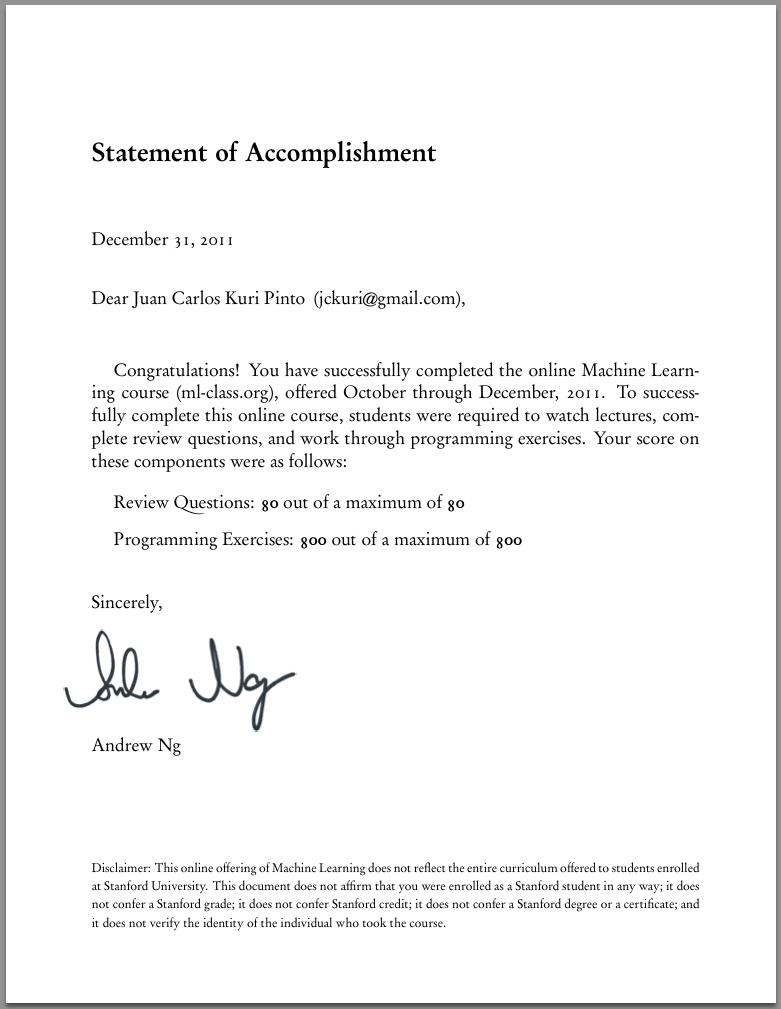 Statement of Accomplishment
December 31, 2011
Dear Juan Carlos Kuri Pinto (jckuri@gmail.com),
Congratulations! You have successfully completed the online Machine Learn-
ing course (ml-class.org), offered October through December, 2011. To success-
fully complete this online course, students were required to watch lectures, com-
plete review questions, and work through programming exercises. Your score on
these components were as follows:
Review Questions: 80 out of a maximum of 80
Programming Exercises: 800 out of a maximum of 800
Sincerely,
Andrew Ng
Andrew Ng
Disclaimer: This online offering of Machine Learning does not reflect the entire curriculum offered to students enrolled
at Stanford University. This document does not affirm that you were enrolled as a Stanford student in any way; it does
not confer a Stanford grade; it does not confer Stanford credit; it does not confer a Stanford degree or a certificate; and
it does not verify the identity of the individual who took the course.